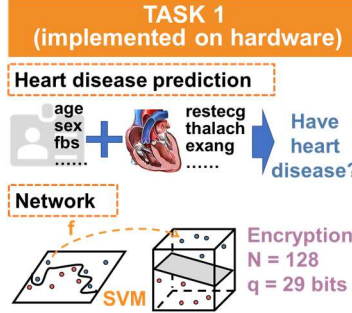 TASK 1
(implemented on hardware)
Heart disease prediction
age
sex
fbs
......
restecg
thalach
exang
......
Have
heart
disease?
Network
f
SVM
Encryption
N = 128
q = 29 bits